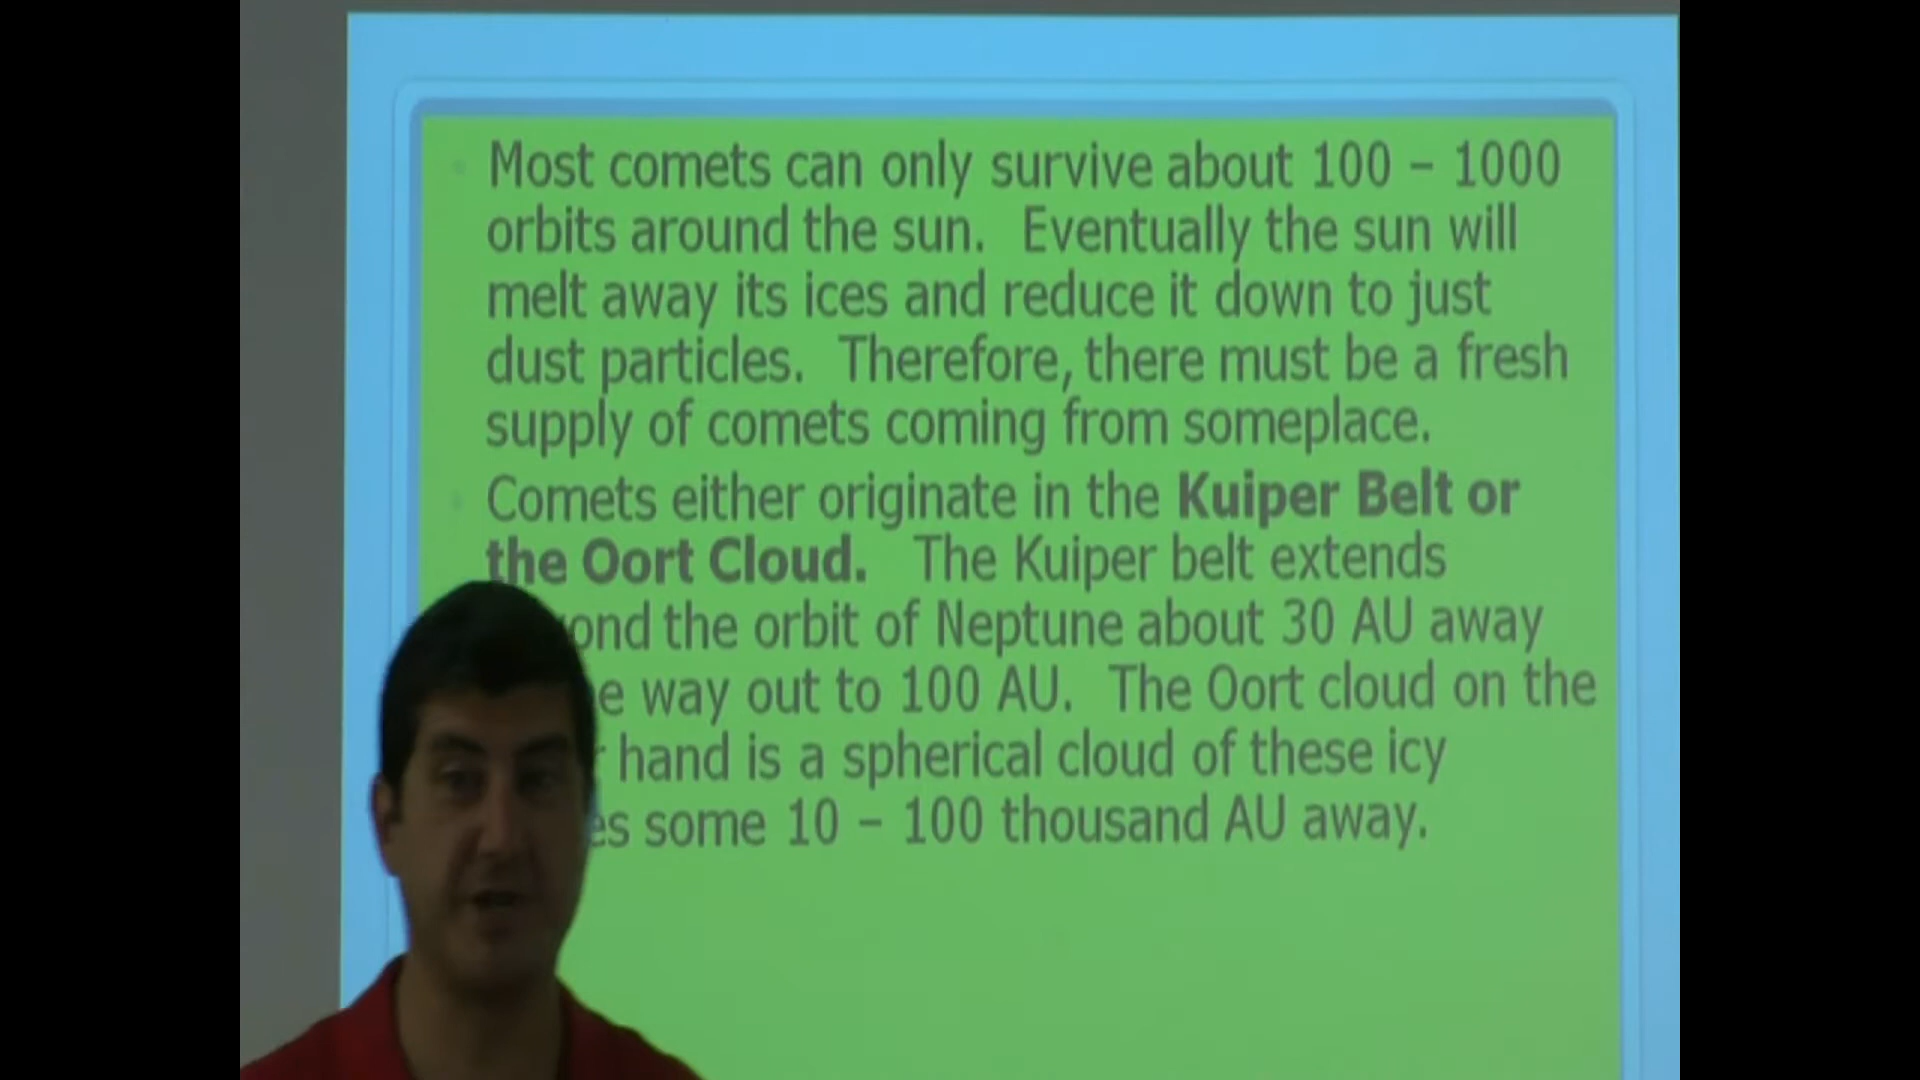 Most comets can only survive about 100 – 1000
orbits around the sun. Eventually the sun will
melt away its ices and reduce it down to just
dust particles. Therefore, there must be a fresh
supply of comets coming from someplace.
Comets either originate in the Kuiper Belt or
the Oort Cloud. The Kuiper belt extends
the orbit of Neptune about 30 AU away
way out to 100 AU. The Oort cloud on the
hand is a spherical cloud of these icy
some 10 – 100 thousand AU away.